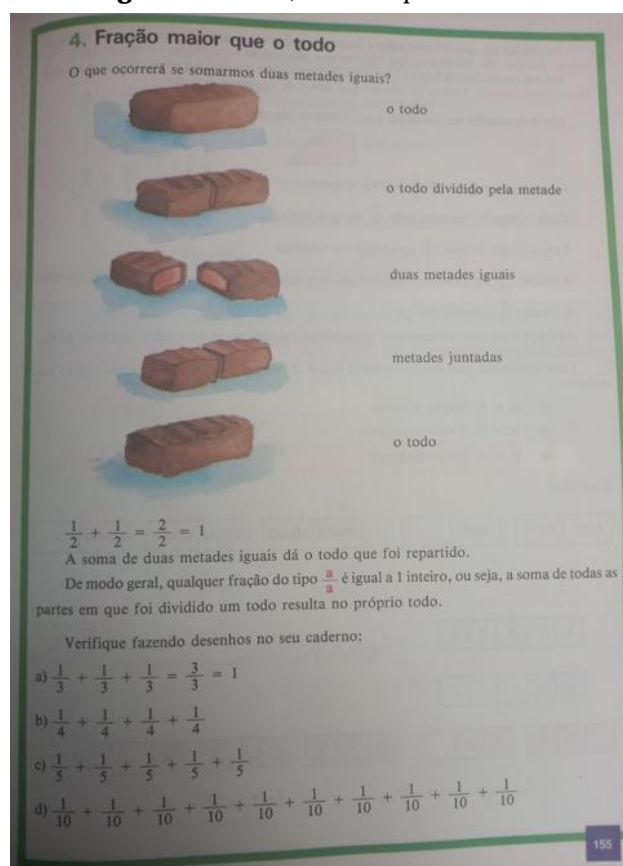 4. Fração maior que o todo
O que ocorrerá se somarmos duas metades iguais?
o todo
o todo dividido pela metade
duas metades iguais
metades juntadas
o todo
1/2 + 1/2 = 2/2 = 1
A soma de duas metades iguais dá o todo que foi repartido.
De modo geral, qualquer fração do tipo a/a é igual a 1 inteiro, ou seja, a soma de todas as
partes em que foi dividido um todo resulta no próprio todo.
Verifique fazendo desenhos no seu caderno:
a) 1/3 + 1/3 + 1/3 = 3/3 = 1
b) 1/4 + 1/4 + 1/4 + 1/4
c) 1/5 + 1/5 + 1/5 + 1/5 + 1/5
d) 1/10 + 1/10 + 1/10 + 1/10 + 1/10 + 1/10 + 1/10 + 1/10 + 1/10 + 1/10
155